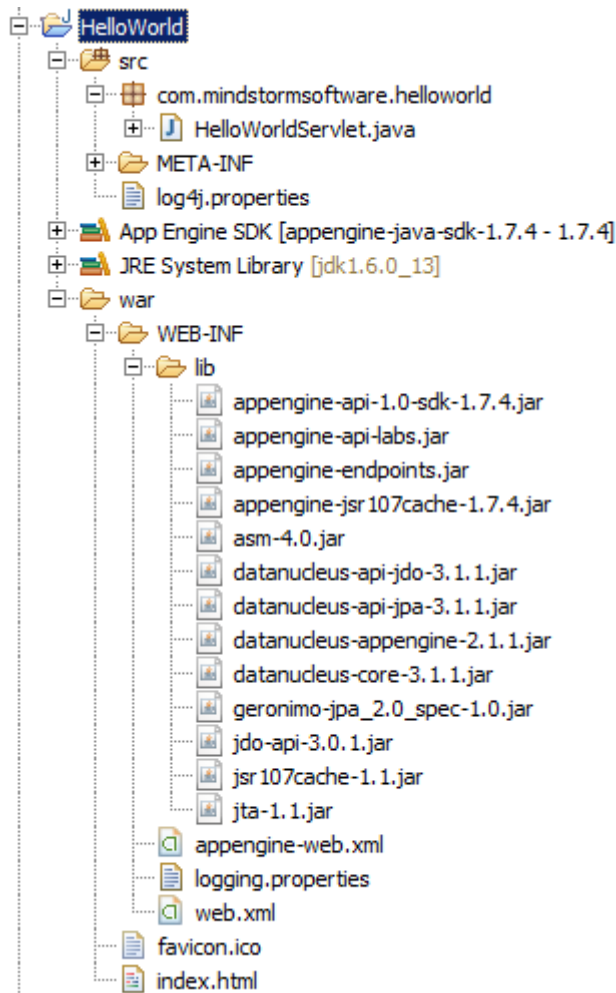 HelloWorld
src
com.mindstormsoftware.helloworld
HelloWorldServlet.java
META-INF
log4j.properties
App Engine SDK [appengine-java-sdk-1.7.4 - 1.7.4]
JRE System Library [jdk1.6.0_13]
war
WEB-INF
lib
appengine-api-1.0-sdk-1.7.4.jar
appengine-api-labs.jar
appengine-endpoints.jar
appengine-jsr107cache-1.7.4.jar
asm-4.0.jar
datanucleus-api-jdo-3.1.1.jar
datanucleus-api-jpa-3.1.1.jar
datanucleus-appengine-2.1.1.jar
datanucleus-core-3.1.1.jar
geronimo-jpa_2.0_spec-1.0.jar
jdo-api-3.0.1.jar
jsr107cache-1.1.jar
jta-1.1.jar
appengine-web.xml
logging.properties
web.xml
favicon.ico
index.html